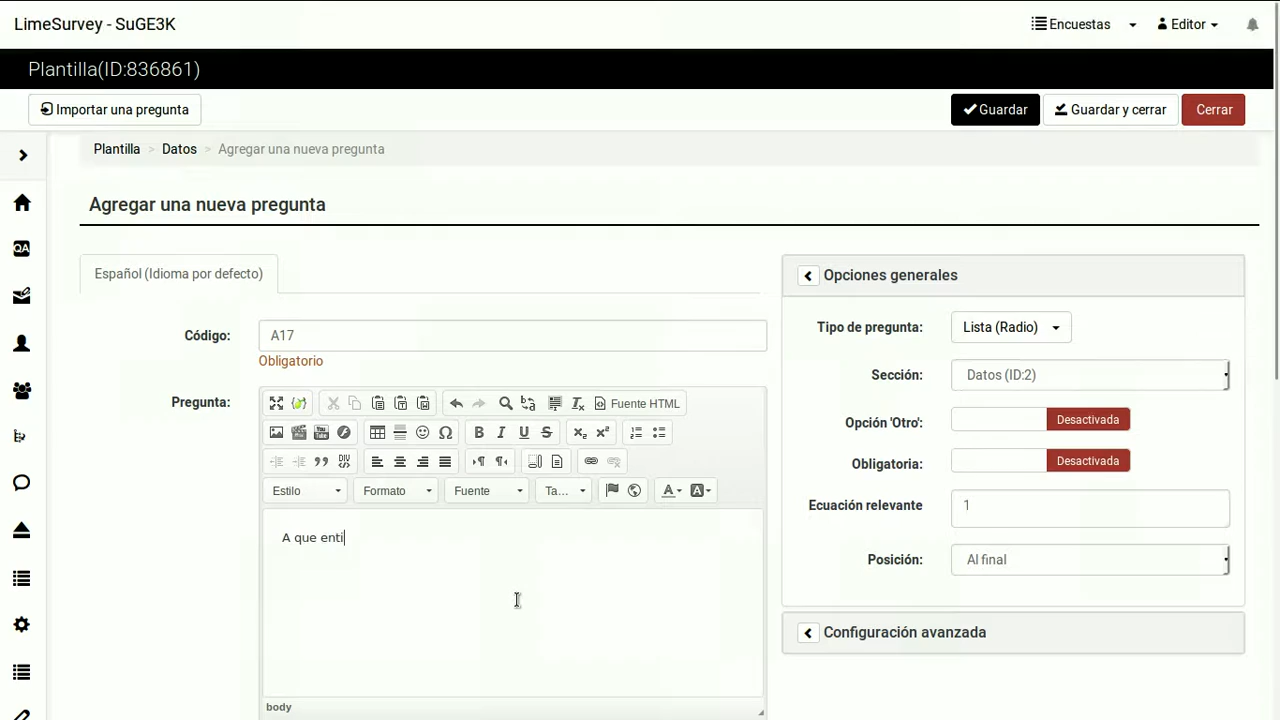 LimeSurvey - SuGE3K
Encuestas
Editor
Plantilla(ID:836861)
Importar una pregunta
Guardar
Guardar y cerrar
Cerrar
Plantilla > Datos > Agregar una nueva pregunta
Agregar una nueva pregunta
Español (Idioma por defecto)
Código:
A17
Obligatorio
Pregunta:
Fuente HTML
Estilo
Formato
Fuente
Ta...
A que enti
body
Opciones generales
Tipo de pregunta:
Lista (Radio)
Sección:
Datos (ID:2)
Opción 'Otro':
Desactivada
Obligatoria:
Desactivada
Ecuación relevante
1
Posición:
Al final
Configuración avanzada